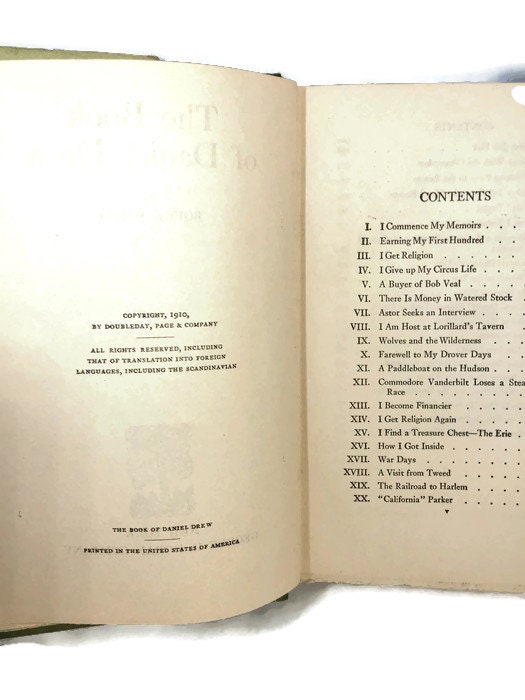 COPYRIGHT, 1910,
BY DOUBLEDAY, PAGE & COMPANY
ALL RIGHTS RESERVED, INCLUDING
THAT OF TRANSLATION INTO FOREIGN
LANGUAGES, INCLUDING THE SCANDINAVIAN
THE BOOK OF DANIEL DREW
PRINTED IN THE UNITED STATES OF AMERICA
CONTENTS
I. I Commence My Memoirs . . .
II. Earning My First Hundred . . .
III. I Get Religion . . . . . .
IV. I Give up My Circus Life . . . .
V. A Buyer of Bob Veal . . . . .
VI. There Is Money in Watered Stock .
VII. Astor Seeks an Interview . . . .
VIII. I Am Host at Lorillard's Tavern .
IX. Wolves and the Wilderness . . .
X. Farewell to My Drover Days . . .
XI. A Paddleboat on the Hudson . . .
XII. Commodore Vanderbilt Loses a
Race . . . . . . . .
XIII. I Become Financier . . . . .
XIV. I Get Religion Again . . . . .
XV. I Find a Treasure Chest—The Erie .
XVI. How I Got Inside . . . . .
XVII. War Days . . . . . . .
XVIII. A Visit from Tweed . . . . .
XIX. The Railroad to Harlem . . . .
XX. "California" Parker . . . . .
v